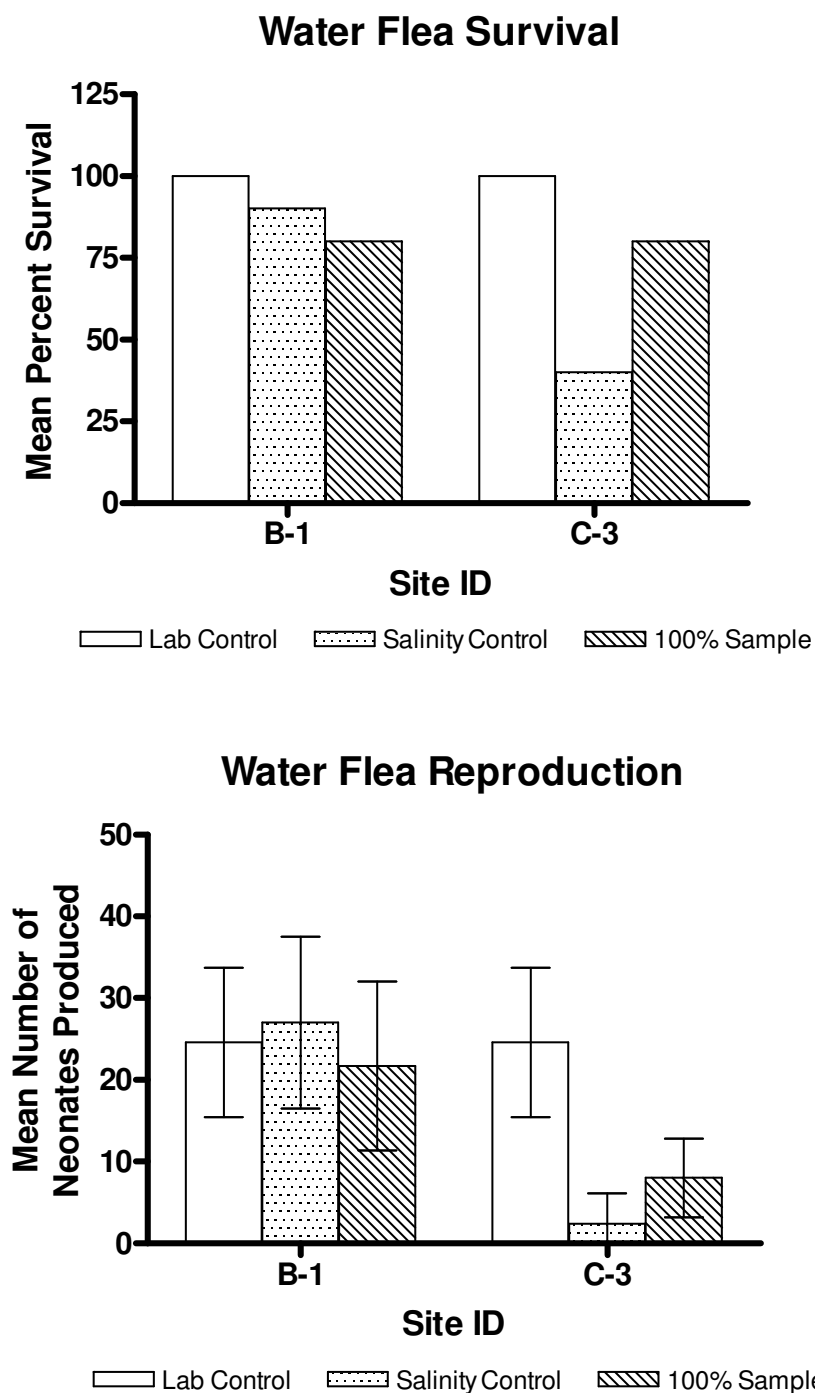 Water Flea Survival
125
100
75
50
25
0
Mean Percent Survival
B-1 C-3
Site ID
Lab Control Salinity Control 100% Sample
Water Flea Reproduction
50
40
30
20
10
0
Mean Number of
Neonates Produced
B-1 C-3
Site ID
Lab Control Salinity Control 100% Sample